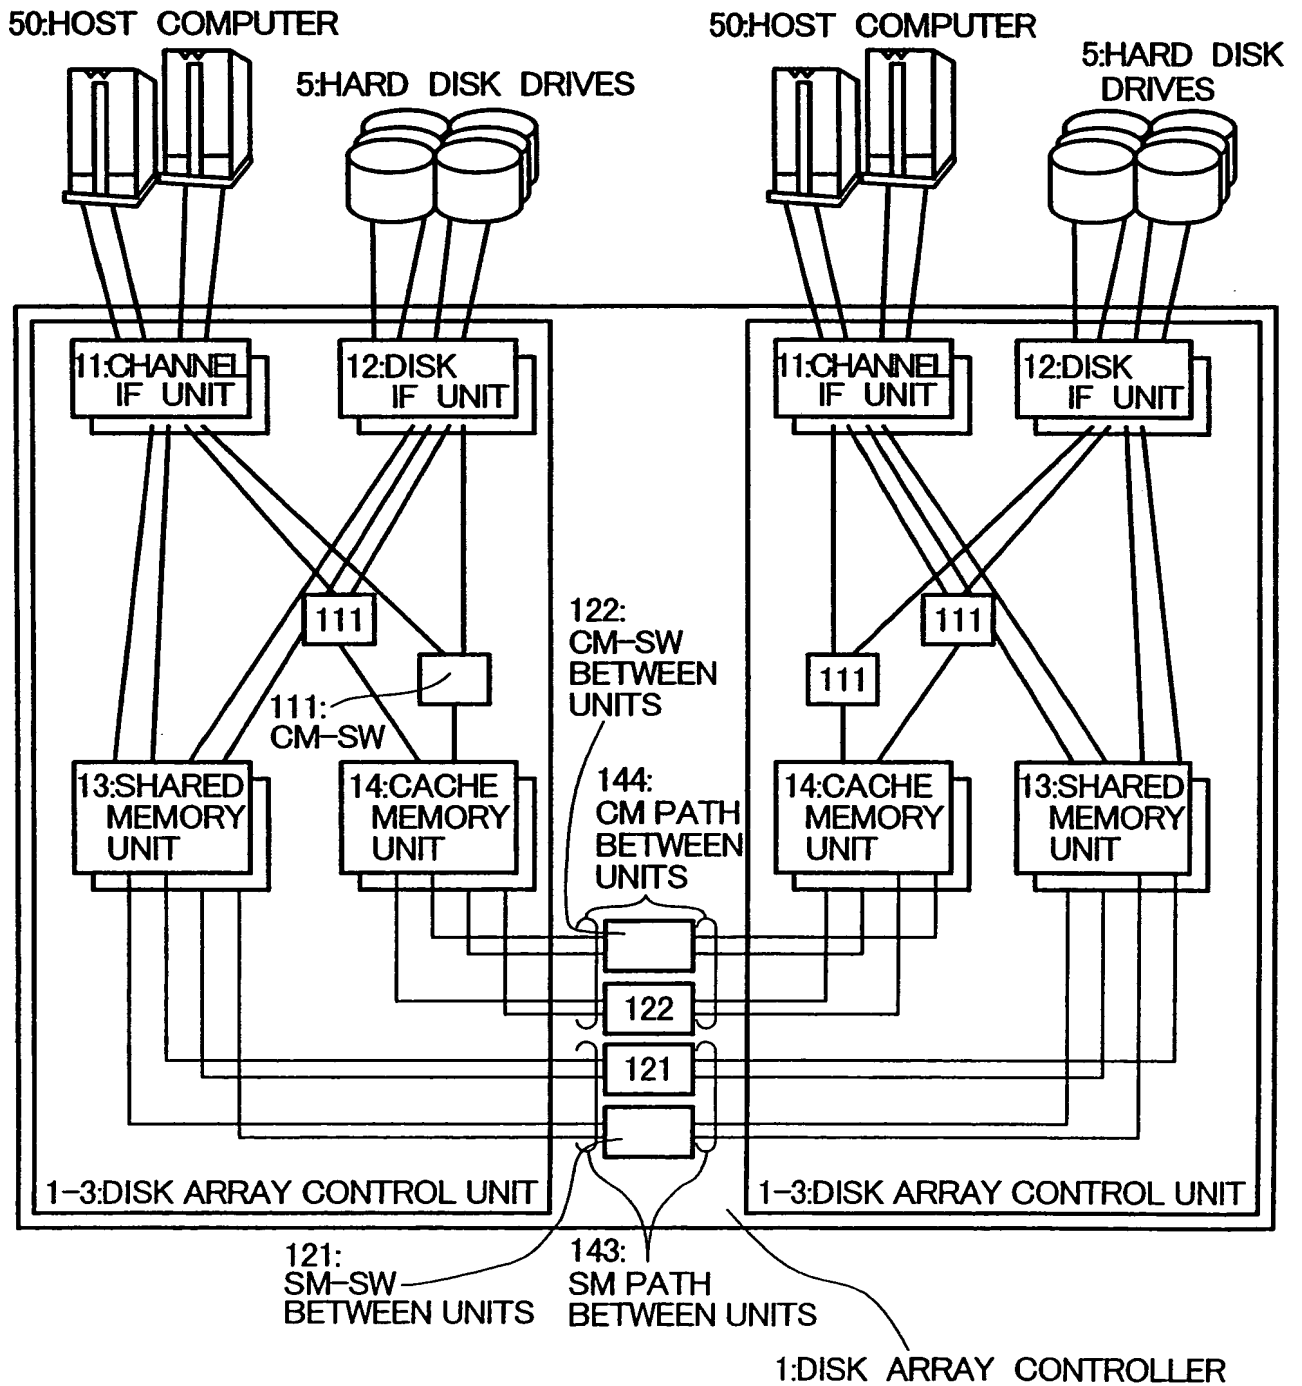 50:HOST COMPUTER
50:HOST COMPUTER
5:HARD DISK DRIVES
5:HARD DISK
DRIVES
11:CHANNEL
IF UNIT
12:DISK
IF UNIT
11:CHANNEL
IF UNIT
12:DISK
IF UNIT
111
111:
CM-SW
122:
CM-SW
BETWEEN
UNITS
111
111
13:SHARED
MEMORY
UNIT
14:CACHE
MEMORY
UNIT
144:
CM PATH
BETWEEN
UNITS
14:CACHE
MEMORY
UNIT
13:SHARED
MEMORY
UNIT
122
121
1-3:DISK ARRAY CONTROL UNIT
1-3:DISK ARRAY CONTROL UNIT
121:
SM-SW
BETWEEN UNITS
143:
SM PATH
BETWEEN UNITS
1:DISK ARRAY CONTROLLER